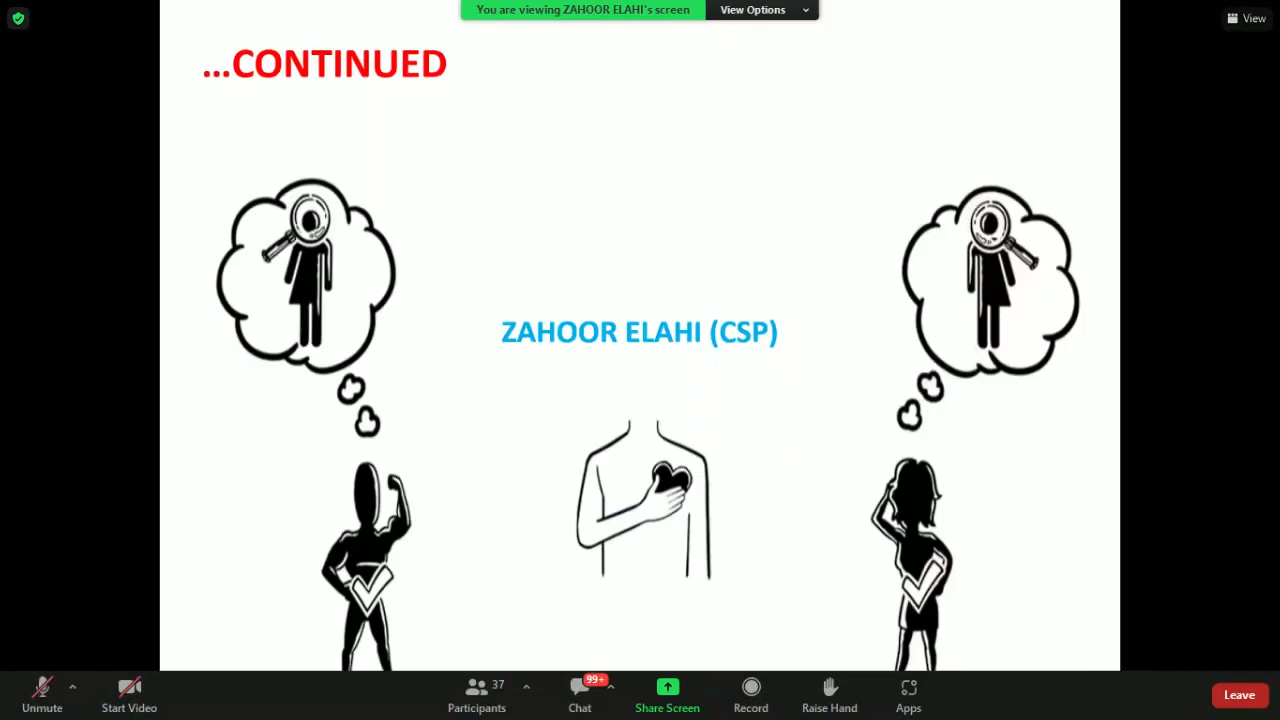 You are viewing ZAHOOR ELAHI's screen
View Options
View
...CONTINUED
ZAHOOR ELAHI (CSP)
Unmute
Start Video
37
Participants
99+
Chat
Share Screen
Record
Raise Hand
Apps
Leave